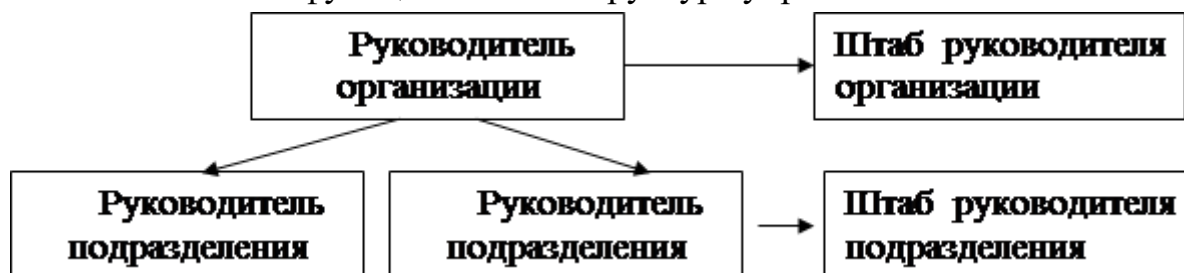 Руководитель
организации
Штаб руководителя
организации
Руководитель
подразделения
Руководитель
подразделения
Штаб руководителя
подразделения